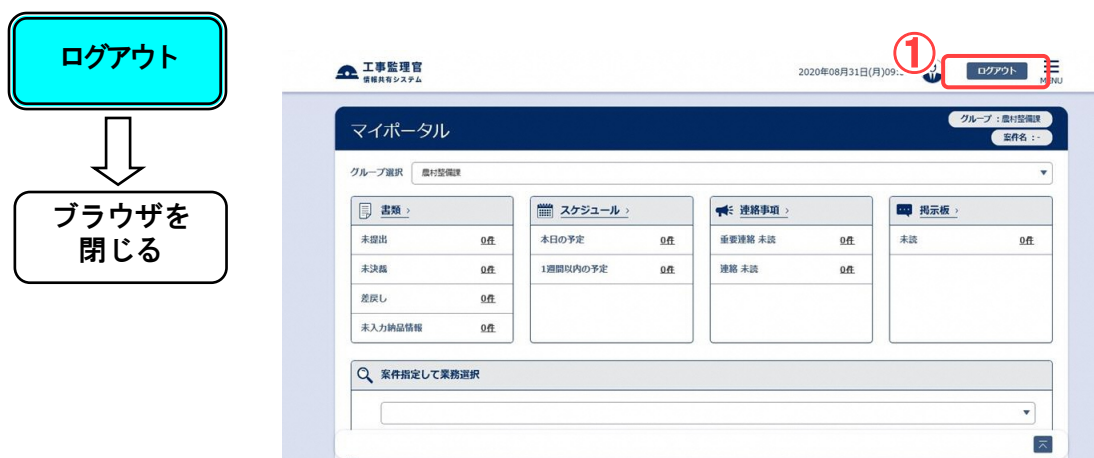 ログアウト
ブラウザを
閉じる
①
工事監理官
情報共有システム
2020年08月31日(月)09:
ログアウト
MENU
マイポータル
グループ：農村整備課
案件名：-
グループ選択
農村整備課
書類 >
未提出 0件
未決裁 0件
差戻し 0件
未入力納品情報 0件
スケジュール >
本日の予定 0件
1週間以内の予定 0件
連絡事項 >
重要連絡 未読 0件
連絡 未読 0件
掲示板 >
未読 0件
案件指定して業務選択